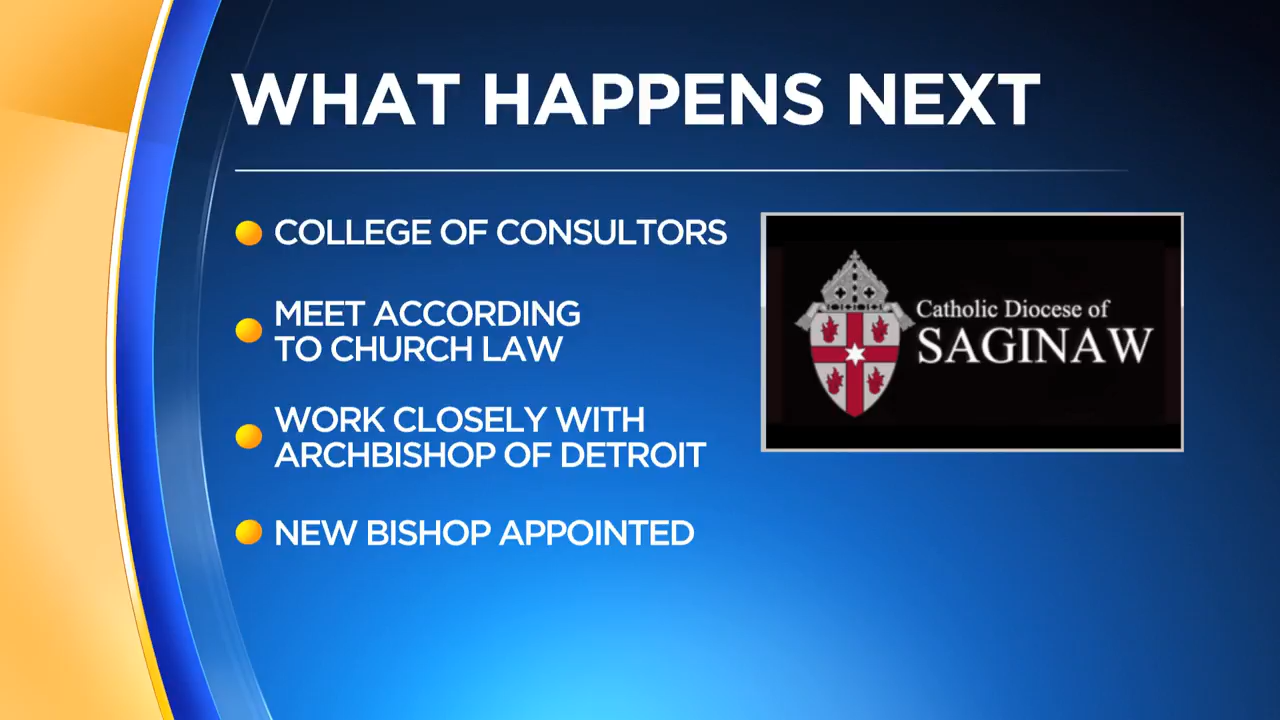 WHAT HAPPENS NEXT
COLLEGE OF CONSULTORS
MEET ACCORDING
TO CHURCH LAW
WORK CLOSELY WITH
ARCHBISHOP OF DETROIT
NEW BISHOP APPOINTED
Catholic Diocese of
SAGINAW